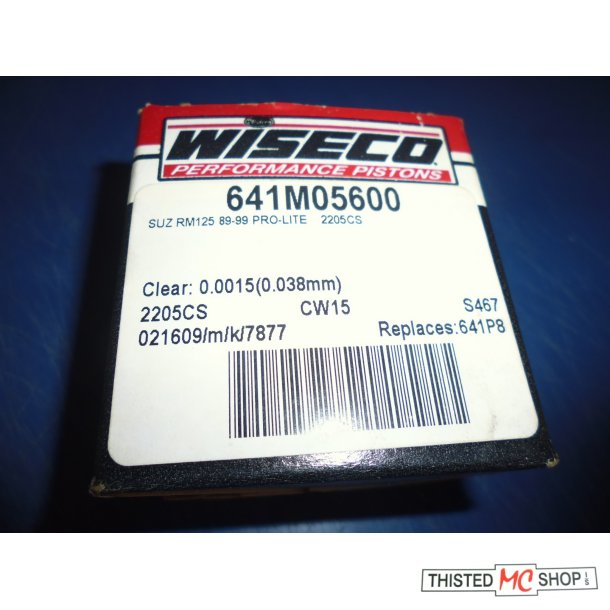 WISECO
PERFORMANCE PISTONS
641M05600
SUZ RM125 89-99 PRO-LITE 2205CS
Clear: 0.0015(0.038mm)
2205CS CW15 S467
021609/m/k/7877 Replaces:641P8
THISTED MC SHOP I/S